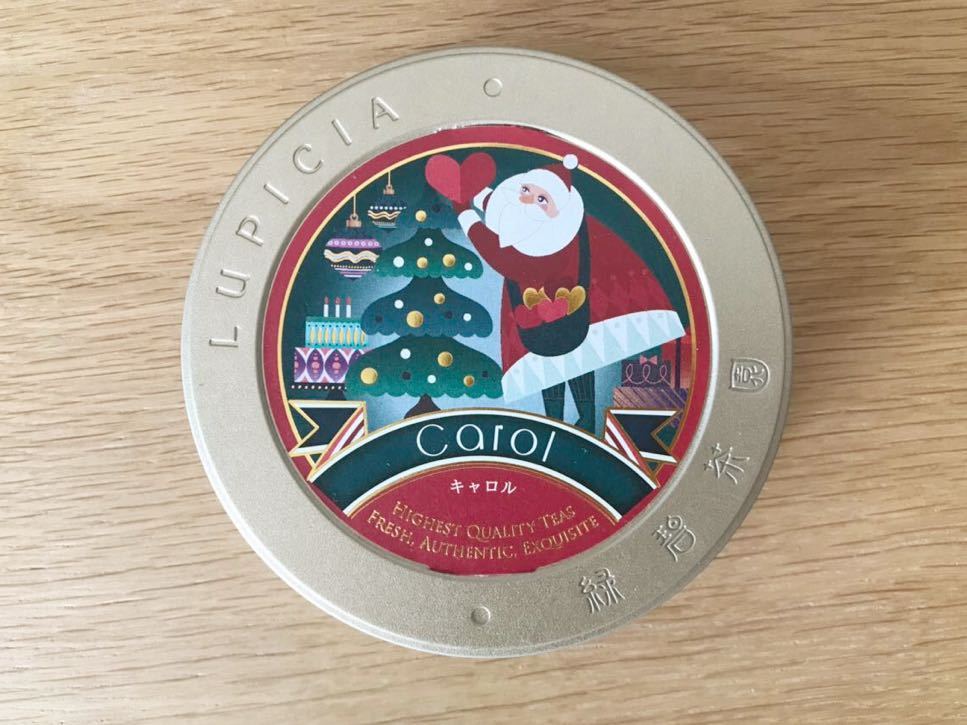 LUPICIA
carol
キャロル
HIGHEST QUALITY TEAS
FRESH, AUTHENTIC, EXQUISITE
緑碧茶園